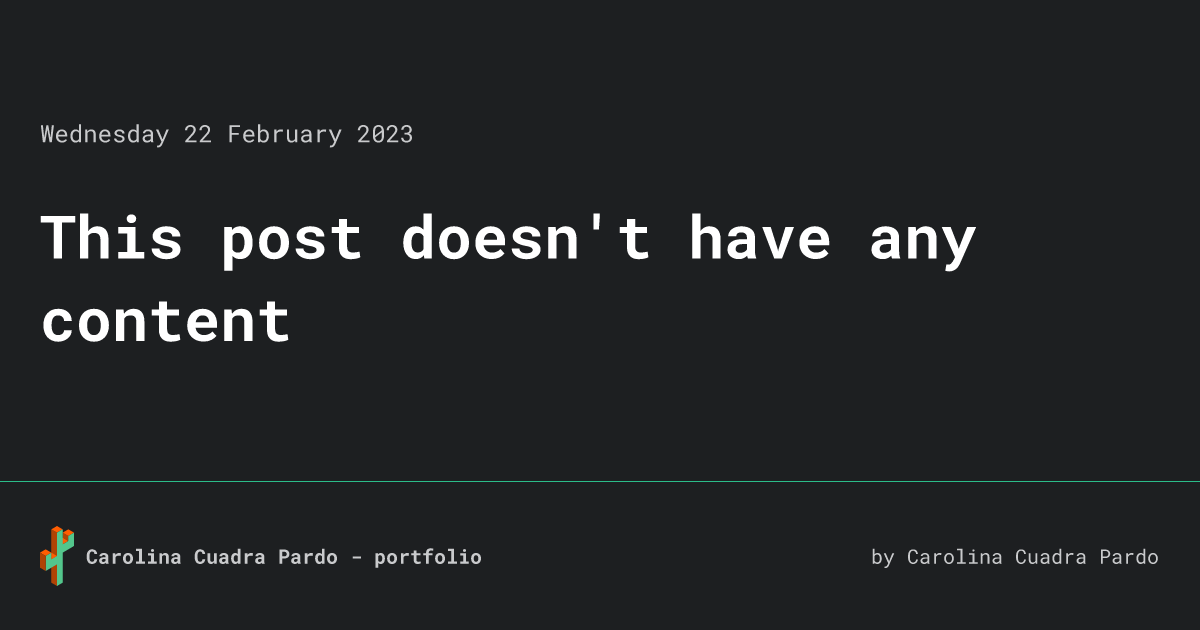 Wednesday 22 February 2023
This post doesn't have any
content
Carolina Cuadra Pardo - portfolio
by Carolina Cuadra Pardo